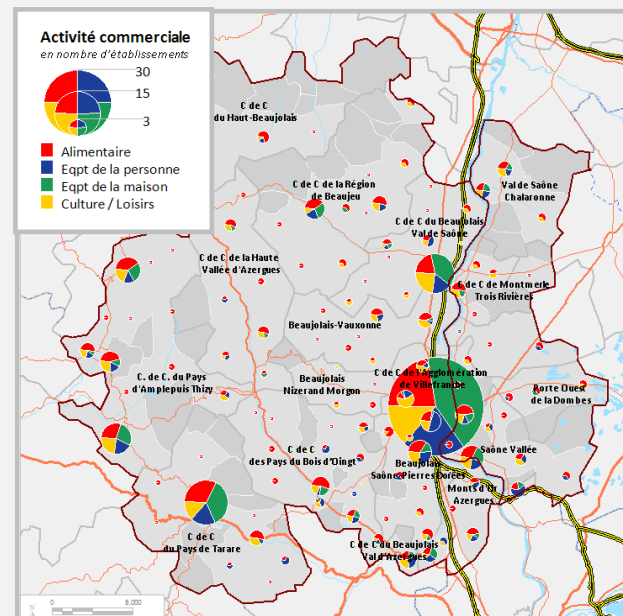 Activité commerciale
en nombre d'établissements
30
15
3
Alimentaire
Eqpt de la personne
Eqpt de la maison
Culture / Loisirs
C de C
du Haut-Beaujolais
C de C de la Région
de Beaujeu
Val de Saône
Chalaronne
C de C du Beaujolais
Val de Saône
C de C de la Haute
Vallée d'Azergues
C de C de Montmerle
Trois Rivières
Beaujolais-Vauxonne
C de C de l'Agglomération
de Villefranche
C. de C. du Pays
d'Amplepuis Thizy
Beaujolais
Nizerand Morgon
Porte Ouest
de la Dombes
C de C
des Pays du Bois d'Oingt
Saône Vallée
Beaujolais
Saône Pierres Dorées
Monts d'Or
Azergues
C de C
du Pays de Tarare
C de C du Beaujolais
Val d'Azergues
0
8,000